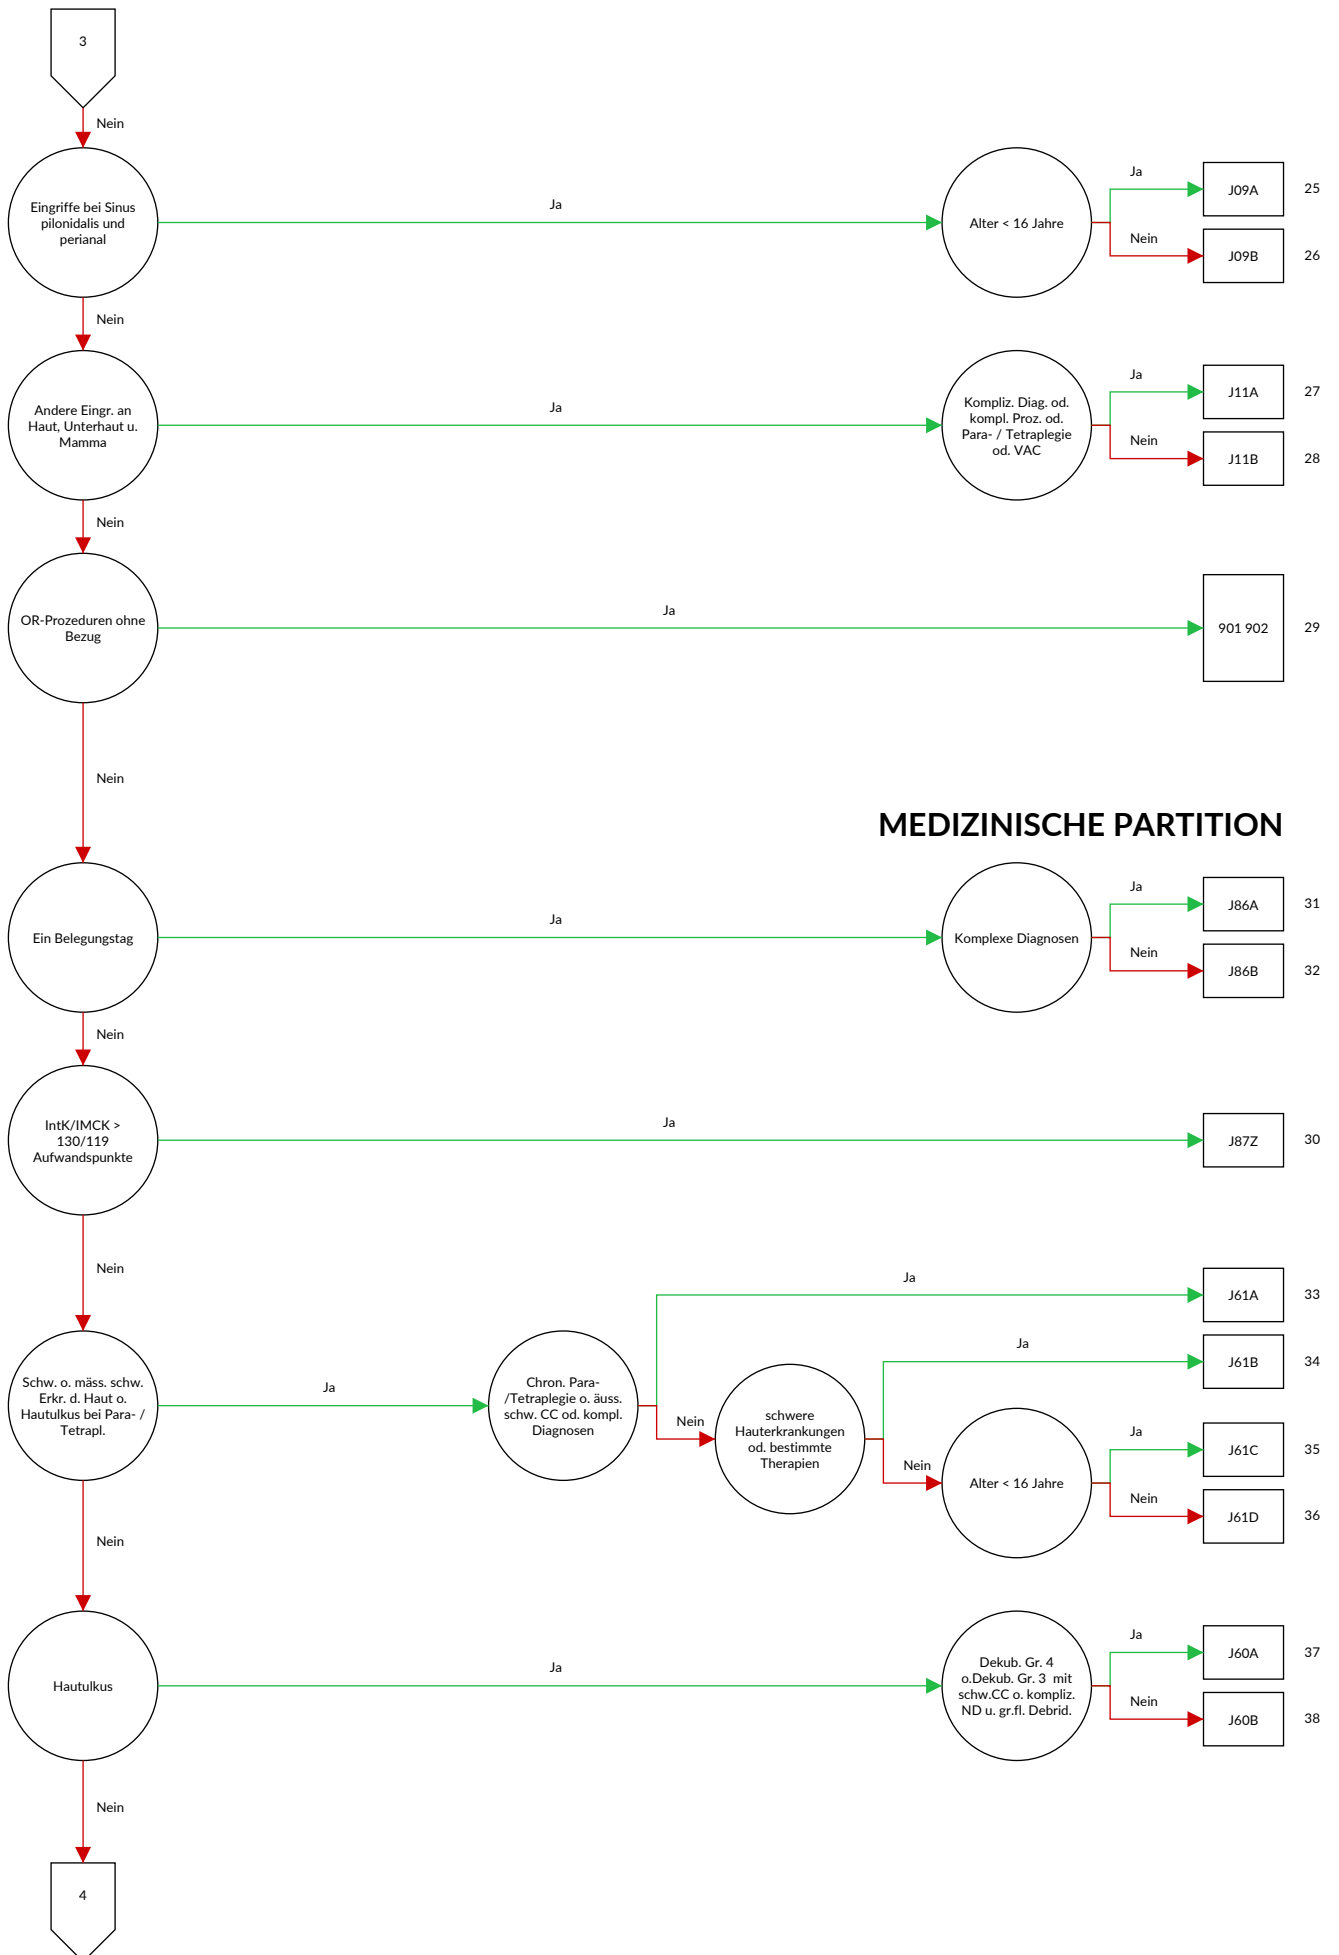 3
Nein
Eingriffe bei Sinus
pilonidalis und
perianal
Ja
Alter < 16 Jahre
Ja
J09A
25
Nein
J09B
26
Nein
Andere Eingr. an
Haut, Unterhaut u.
Mamma
Ja
Kompliz. Diag. od.
kompl. Proz. od.
Para- / Tetraplegie
od. VAC
Ja
J11A
27
Nein
J11B
28
Nein
OR-Prozeduren ohne
Bezug
Ja
901 902
29
Nein
MEDIZINISCHE PARTITION
Ein Belegungstag
Ja
Komplexe Diagnosen
Ja
J86A
31
Nein
J86B
32
Nein
IntK/IMCK >
130/119
Aufwandspunkte
Ja
J87Z
30
Nein
Schw. o. mäss. schw.
Erkr. d. Haut o.
Hautulkus bei Para- /
Tetrapl.
Ja
Chron. Para-
/Tetraplegie o. äuss.
schw. CC od. kompl.
Diagnosen
Ja
J61A
33
Nein
schwere
Hauterkrankungen
od. bestimmte
Therapien
Ja
J61B
34
Nein
Alter < 16 Jahre
Ja
J61C
35
Nein
J61D
36
Nein
Hautulkus
Ja
Dekub. Gr. 4
o.Dekub. Gr. 3 mit
schw.CC o. kompliz.
ND u. gr.fl. Debrid.
Ja
J60A
37
Nein
J60B
38
Nein
4